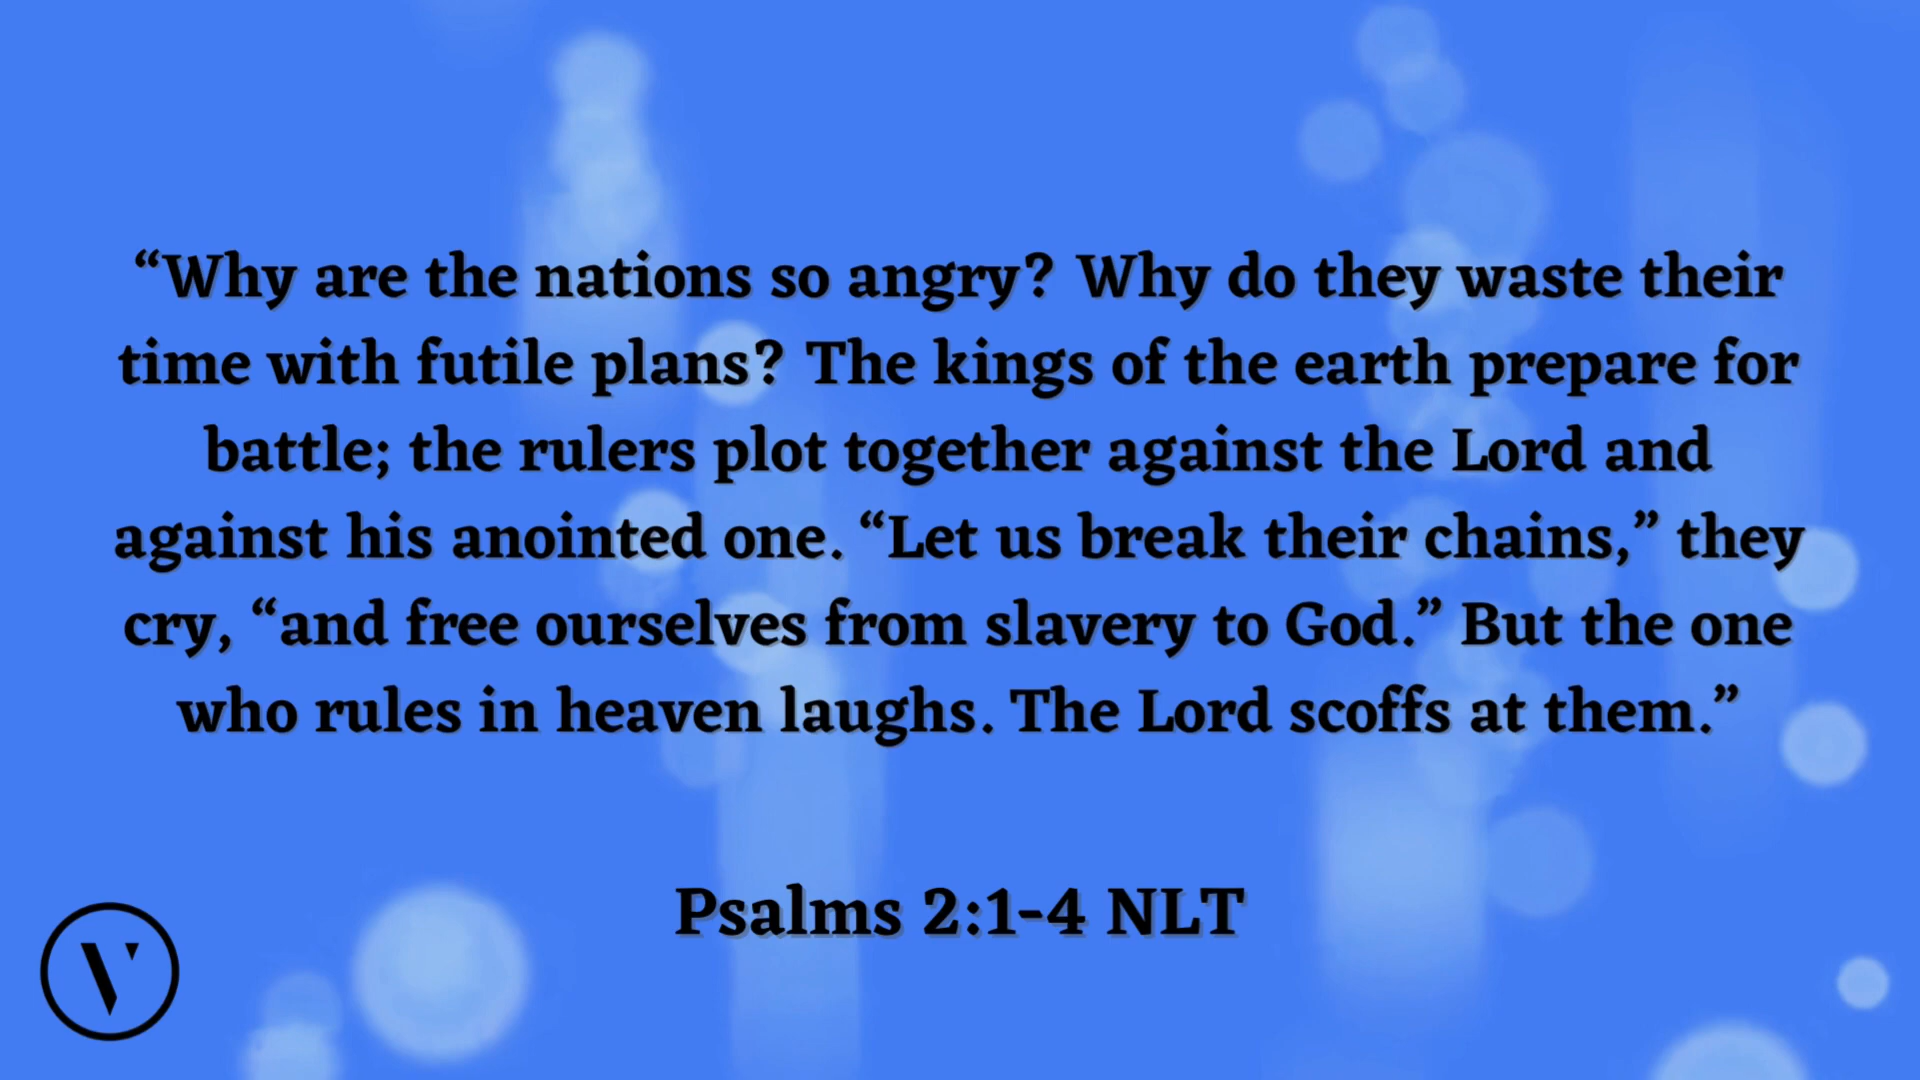 “Why are the nations so angry? Why do they waste their
time with futile plans? The kings of the earth prepare for
battle; the rulers plot together against the Lord and
against his anointed one. “Let us break their chains,” they
cry, “and free ourselves from slavery to God.” But the one
who rules in heaven laughs. The Lord scoffs at them.”
Psalms 2:1-4 NLT
V